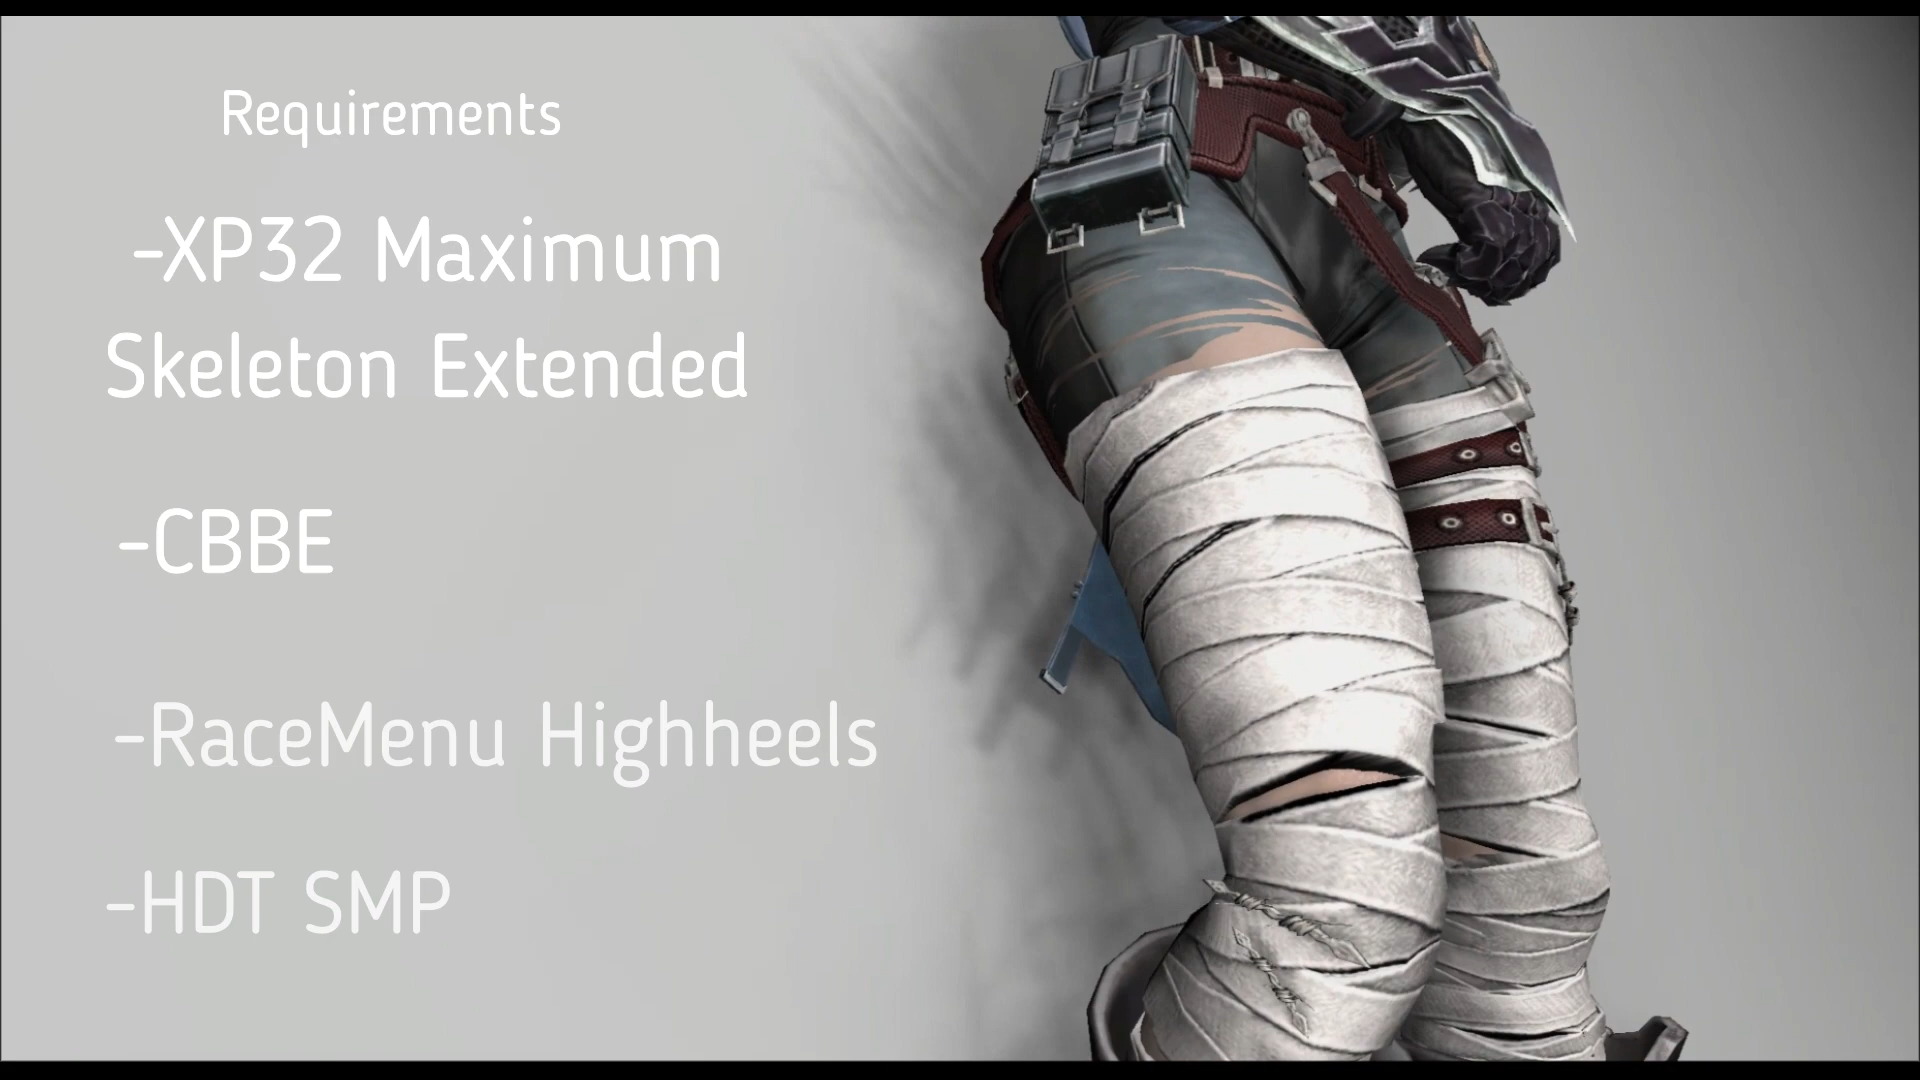 Requirements
-XP32 Maximum
Skeleton Extended
-CBBE
-RaceMenu Highheels
-HDT SMP